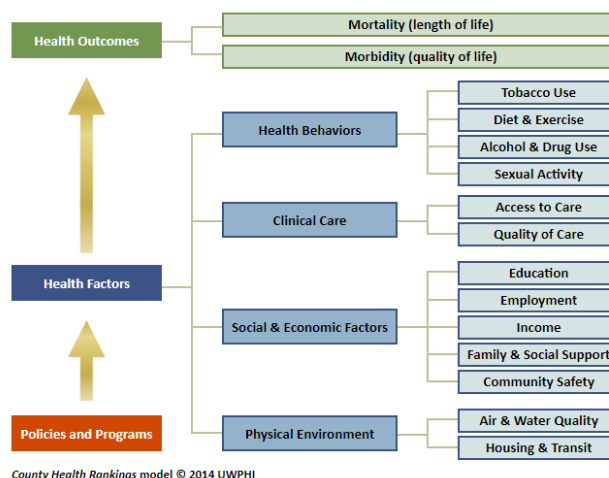 Health Outcomes
Mortality (length of life)
Morbidity (quality of life)
Health Factors
Health Behaviors
Tobacco Use
Diet & Exercise
Alcohol & Drug Use
Sexual Activity
Clinical Care
Access to Care
Quality of Care
Social & Economic Factors
Education
Employment
Income
Family & Social Support
Community Safety
Physical Environment
Air & Water Quality
Housing & Transit
Policies and Programs
County Health Rankings model © 2014 UWPHI